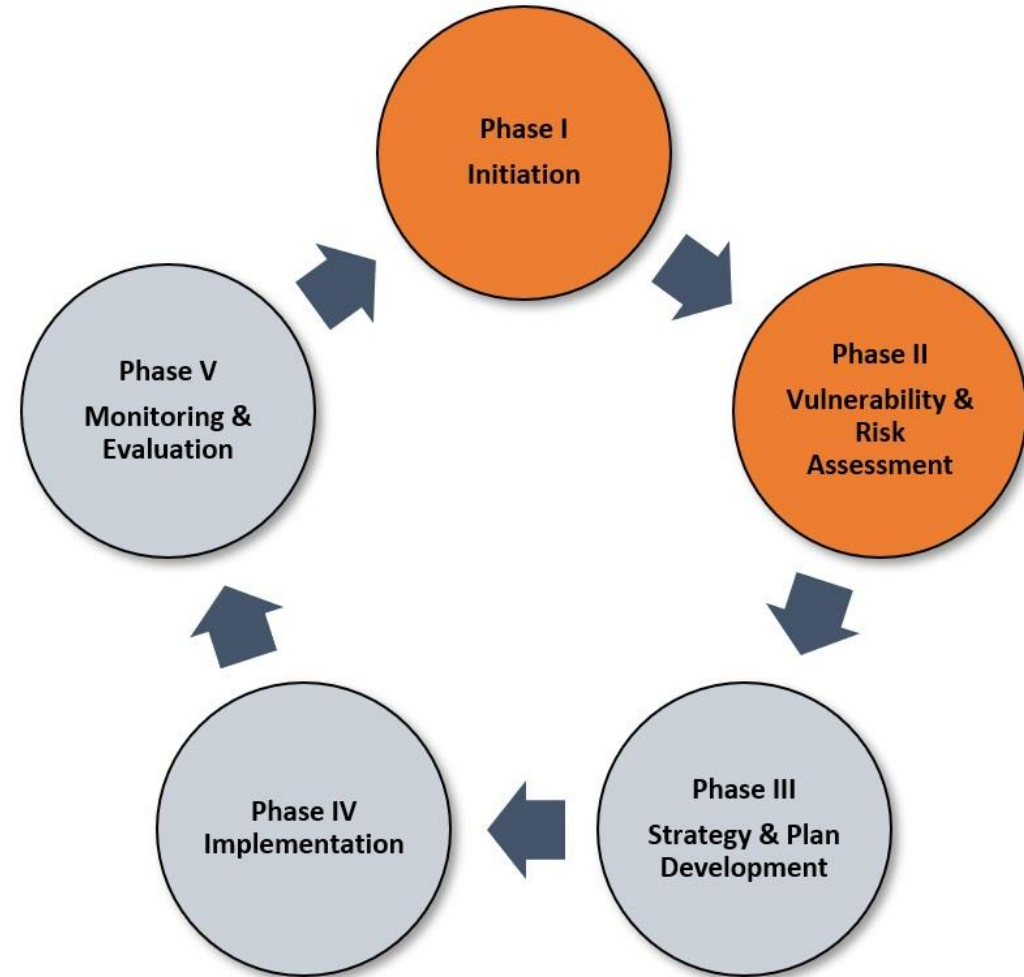 Phase I
Initiation
Phase II
Vulnerability &
Risk
Assessment
Phase III
Strategy & Plan
Development
Phase IV
Implementation
Phase V
Monitoring &
Evaluation